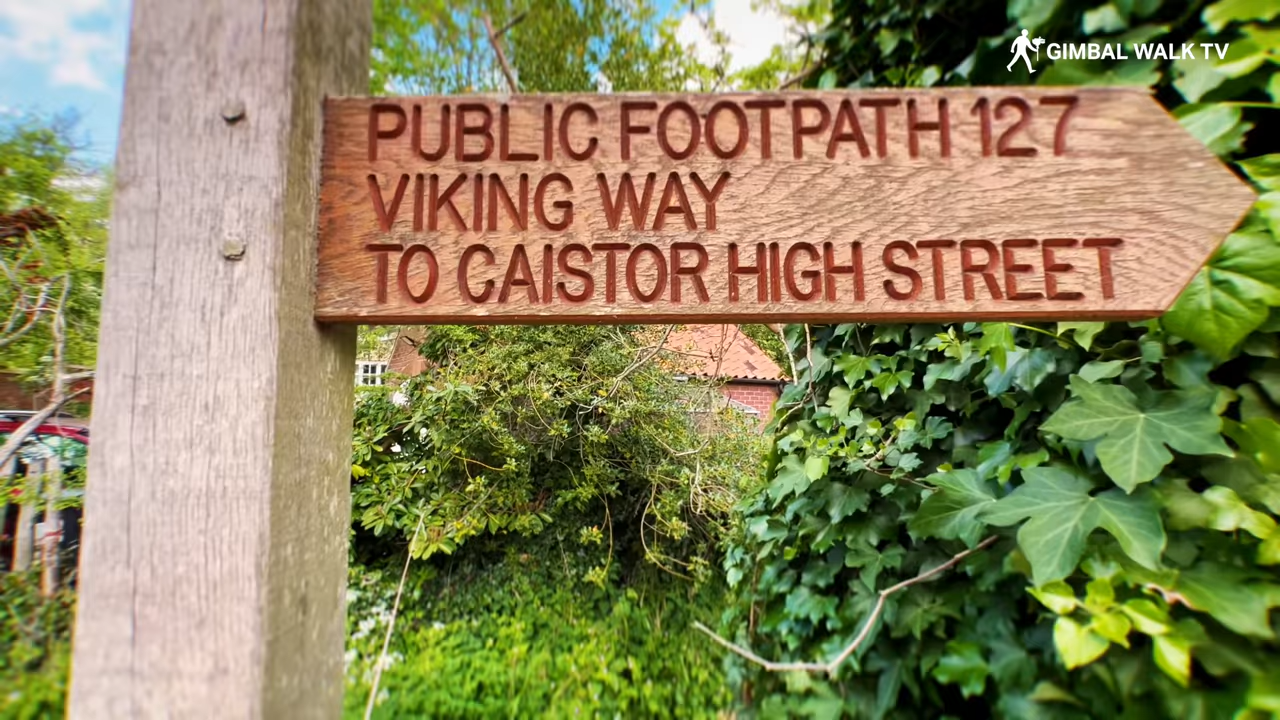 GIMBAL WALK TV
PUBLIC FOOTPATH 127
VIKING WAY
TO CAISTOR HIGH STREET